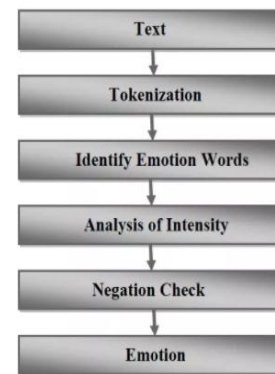 Text
Tokenization
Identify Emotion Words
Analysis of Intensity
Negation Check
Emotion